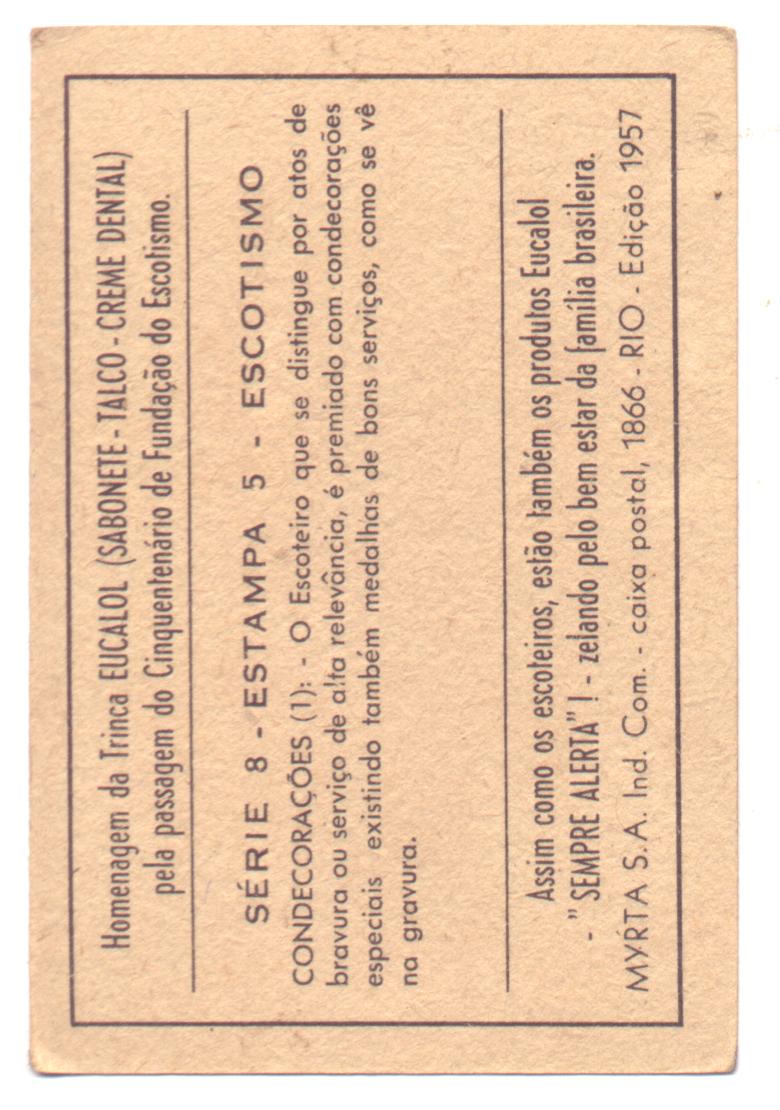 Homenagem da Trinca EUCALOL (SABONETE - TALCO - CREME DENTAL)
pela passagem do Cinquentenário de Fundação do Escotismo.
SÉRIE 8 - ESTAMPA 5 - ESCOTISMO
CONDECORAÇÕES (1): - O Escoteiro que se distingue por atos de
bravura ou serviço de alta relevância, é premiado com condecorações
especiais existindo também medalhas de bons serviços, como se vê
na gravura.
Assim como os escoteiros, estão também os produtos Eucalol
- "SEMPRE ALERTA" ! - zelando pelo bem estar da família brasileira.
MYRTA S.A. Ind. Com. - caixa postal, 1866 - RIO - Edição 1957